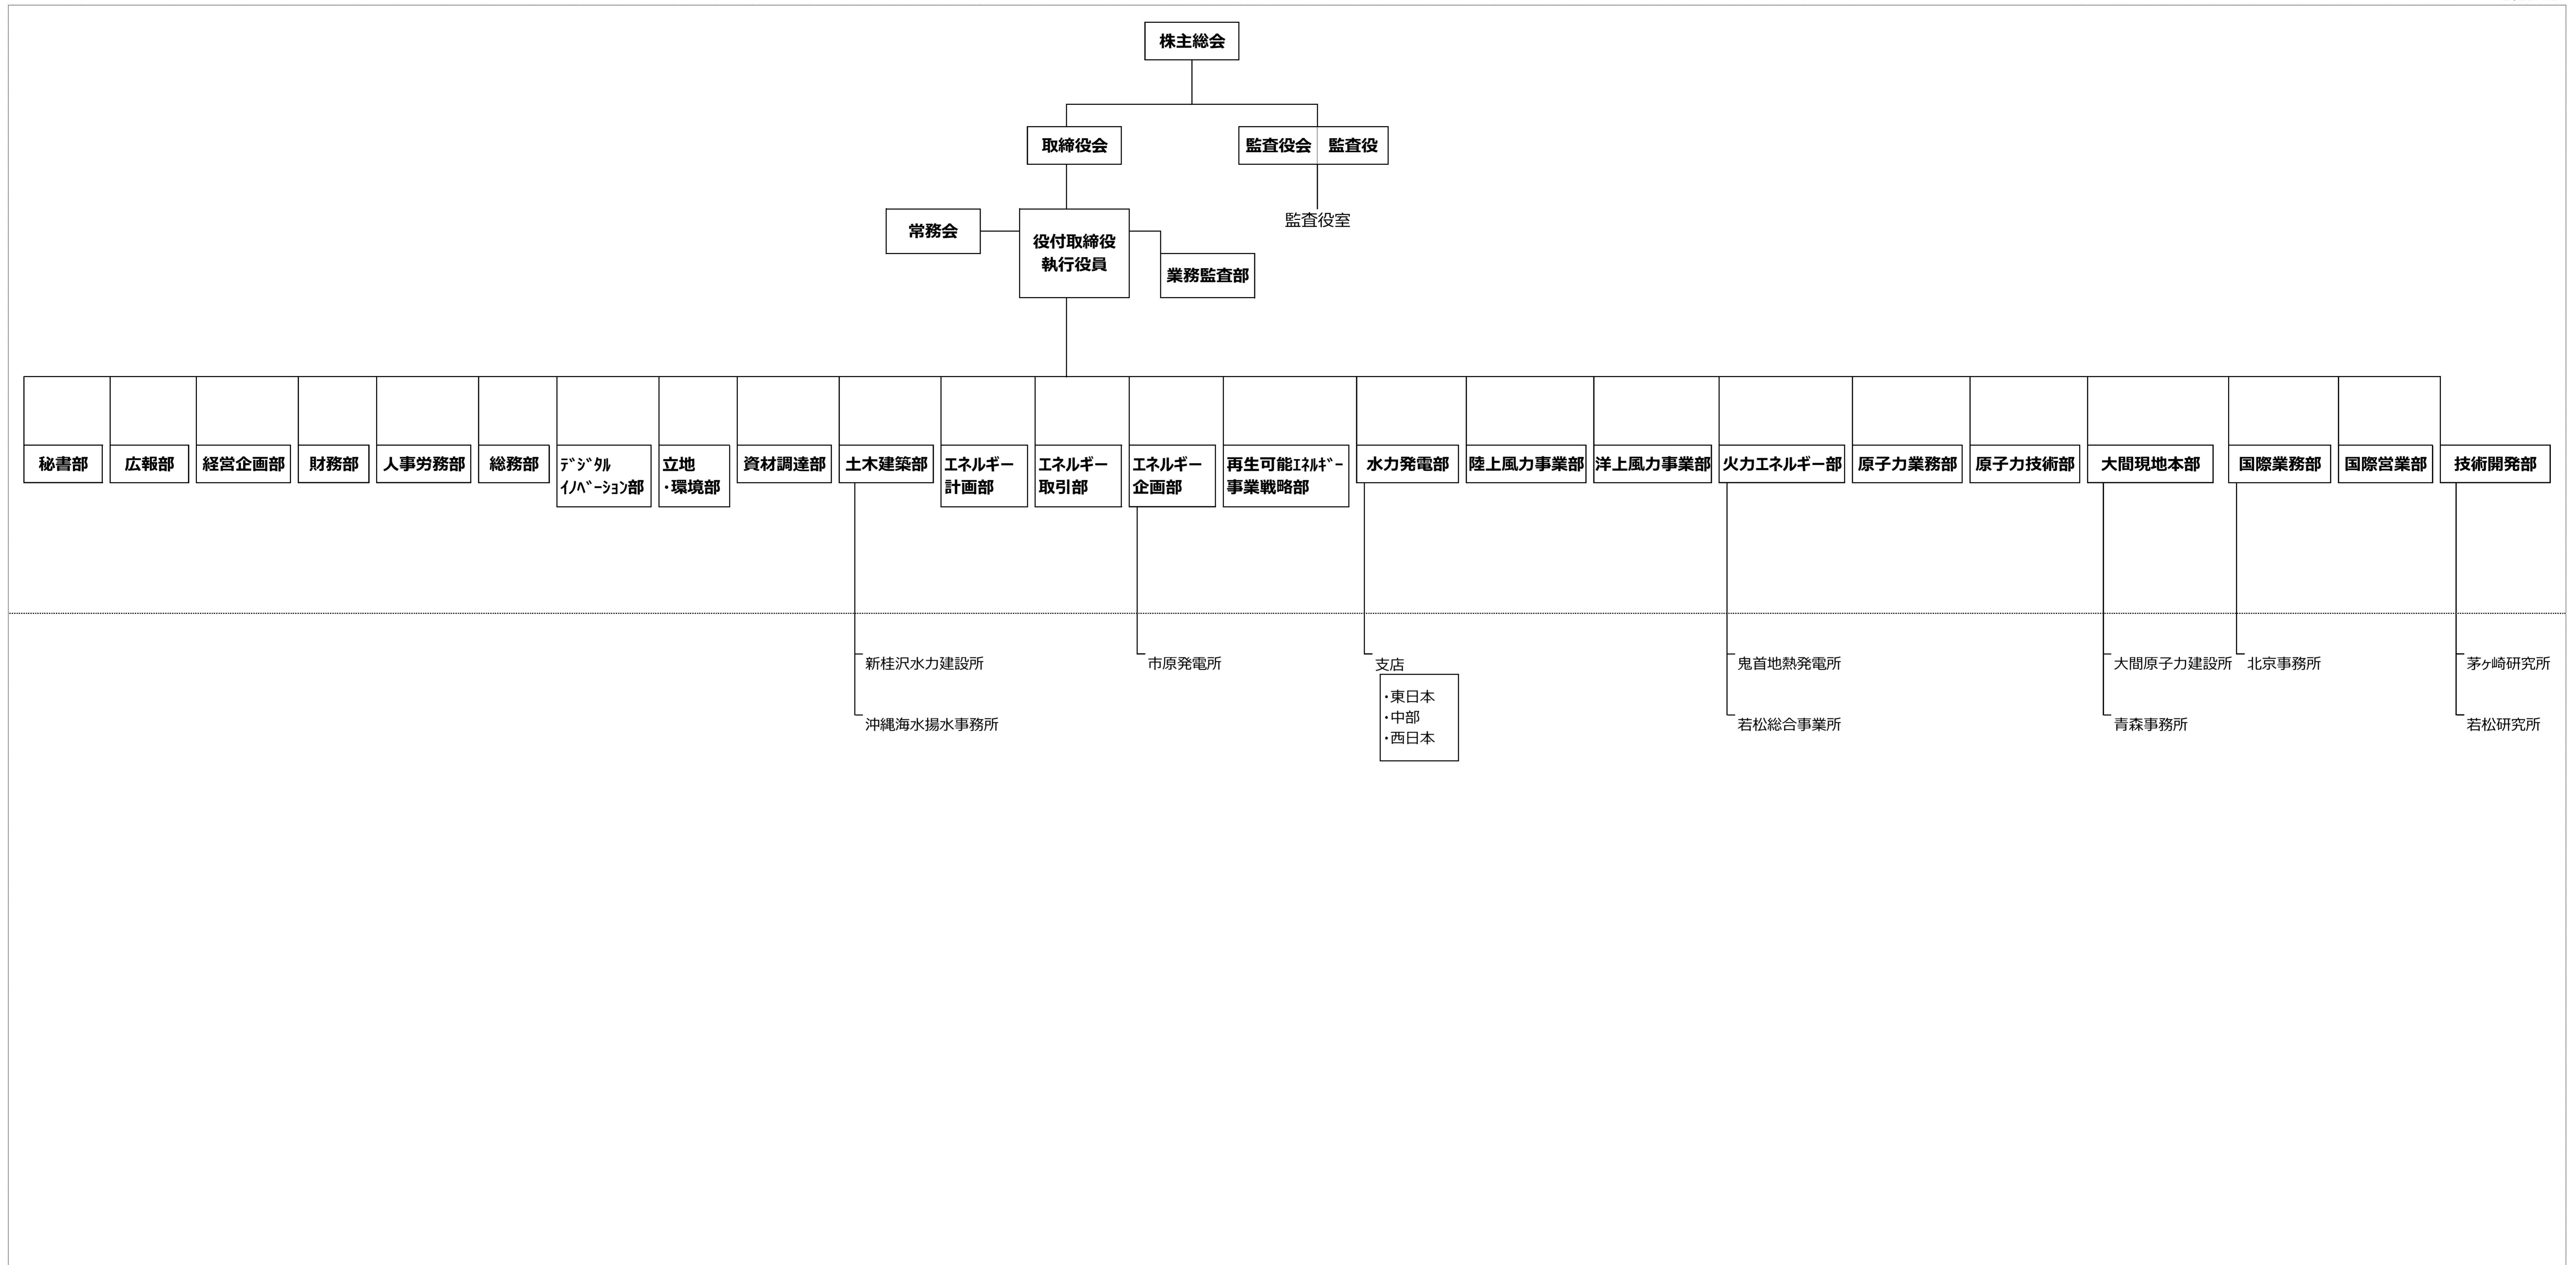 株主総会
取締役会
監査役会 監査役
監査役室
常務会
役付取締役
執行役員
業務監査部
秘書部
広報部
経営企画部
財務部
人事労務部
総務部
ﾃﾞｼﾞﾀﾙ
ｲﾉﾍﾞｰｼｮﾝ部
立地
・環境部
資材調達部
土木建築部
エネルギー
計画部
エネルギー
取引部
エネルギー
企画部
再生可能ｴﾈﾙｷﾞｰ
事業戦略部
水力発電部
陸上風力事業部
洋上風力事業部
火力エネルギー部
原子力業務部
原子力技術部
大間現地本部
国際業務部
国際営業部
技術開発部
新桂沢水力建設所
沖縄海水揚水事務所
市原発電所
支店
・東日本
・中部
・西日本
鬼首地熱発電所
若松総合事業所
大間原子力建設所
青森事務所
北京事務所
茅ヶ崎研究所
若松研究所